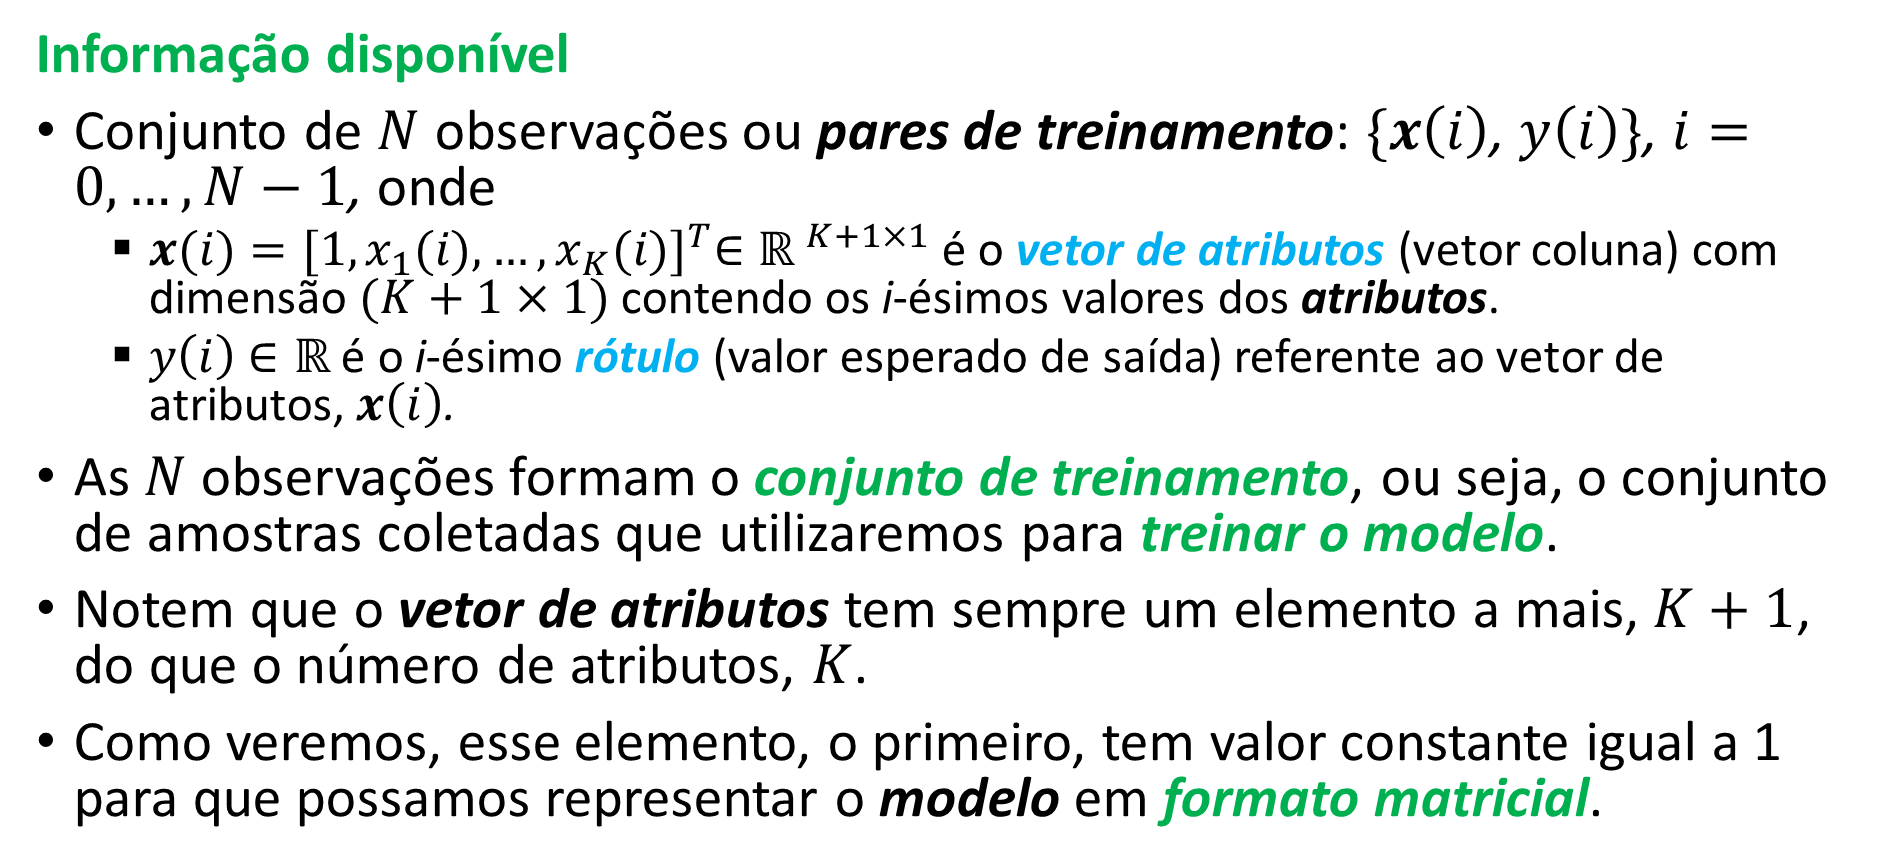 Informação disponível
• Conjunto de N observações ou pares de treinamento: {x(i), y(i)}, i =
0, … , N − 1, onde
▪ x(i) = [1, x₁(i), … , x_K(i)]ᵀ ∈ ℝ ^{K+1×1} é o vetor de atributos (vetor coluna) com
dimensão (K + 1 × 1) contendo os i-ésimos valores dos atributos.
▪ y(i) ∈ ℝ é o i-ésimo rótulo (valor esperado de saída) referente ao vetor de
atributos, x(i).
• As N observações formam o conjunto de treinamento, ou seja, o conjunto
de amostras coletadas que utilizaremos para treinar o modelo.
• Notem que o vetor de atributos tem sempre um elemento a mais, K + 1,
do que o número de atributos, K.
• Como veremos, esse elemento, o primeiro, tem valor constante igual a 1
para que possamos representar o modelo em formato matricial.